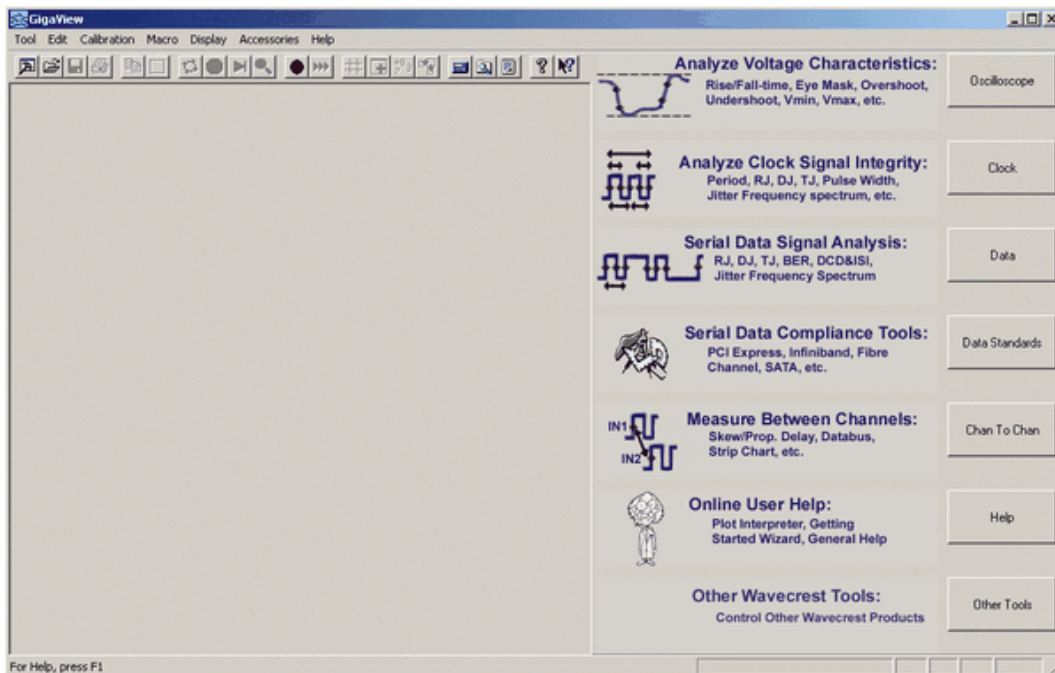 GigaView
Tool Edit Calibration Macro Display Accessories Help
Analyze Voltage Characteristics:
Rise/Fall-time, Eye Mask, Overshoot,
Undershoot, Vmin, Vmax, etc.
Oscilloscope
Analyze Clock Signal Integrity:
Period, RJ, DJ, TJ, Pulse Width,
Jitter Frequency spectrum, etc.
Clock
Serial Data Signal Analysis:
RJ, DJ, TJ, BER, DCD&ISI,
Jitter Frequency Spectrum
Data
Serial Data Compliance Tools:
PCI Express, Infiniband, Fibre
Channel, SATA, etc.
Data Standards
IN1
IN2
Measure Between Channels:
Skew/Prop. Delay, Databus,
Strip Chart, etc.
Chan To Chan
Online User Help:
Plot Interpreter, Getting
Started Wizard, General Help
Help
Other Wavecrest Tools:
Control Other Wavecrest Products
Other Tools
For Help, press F1